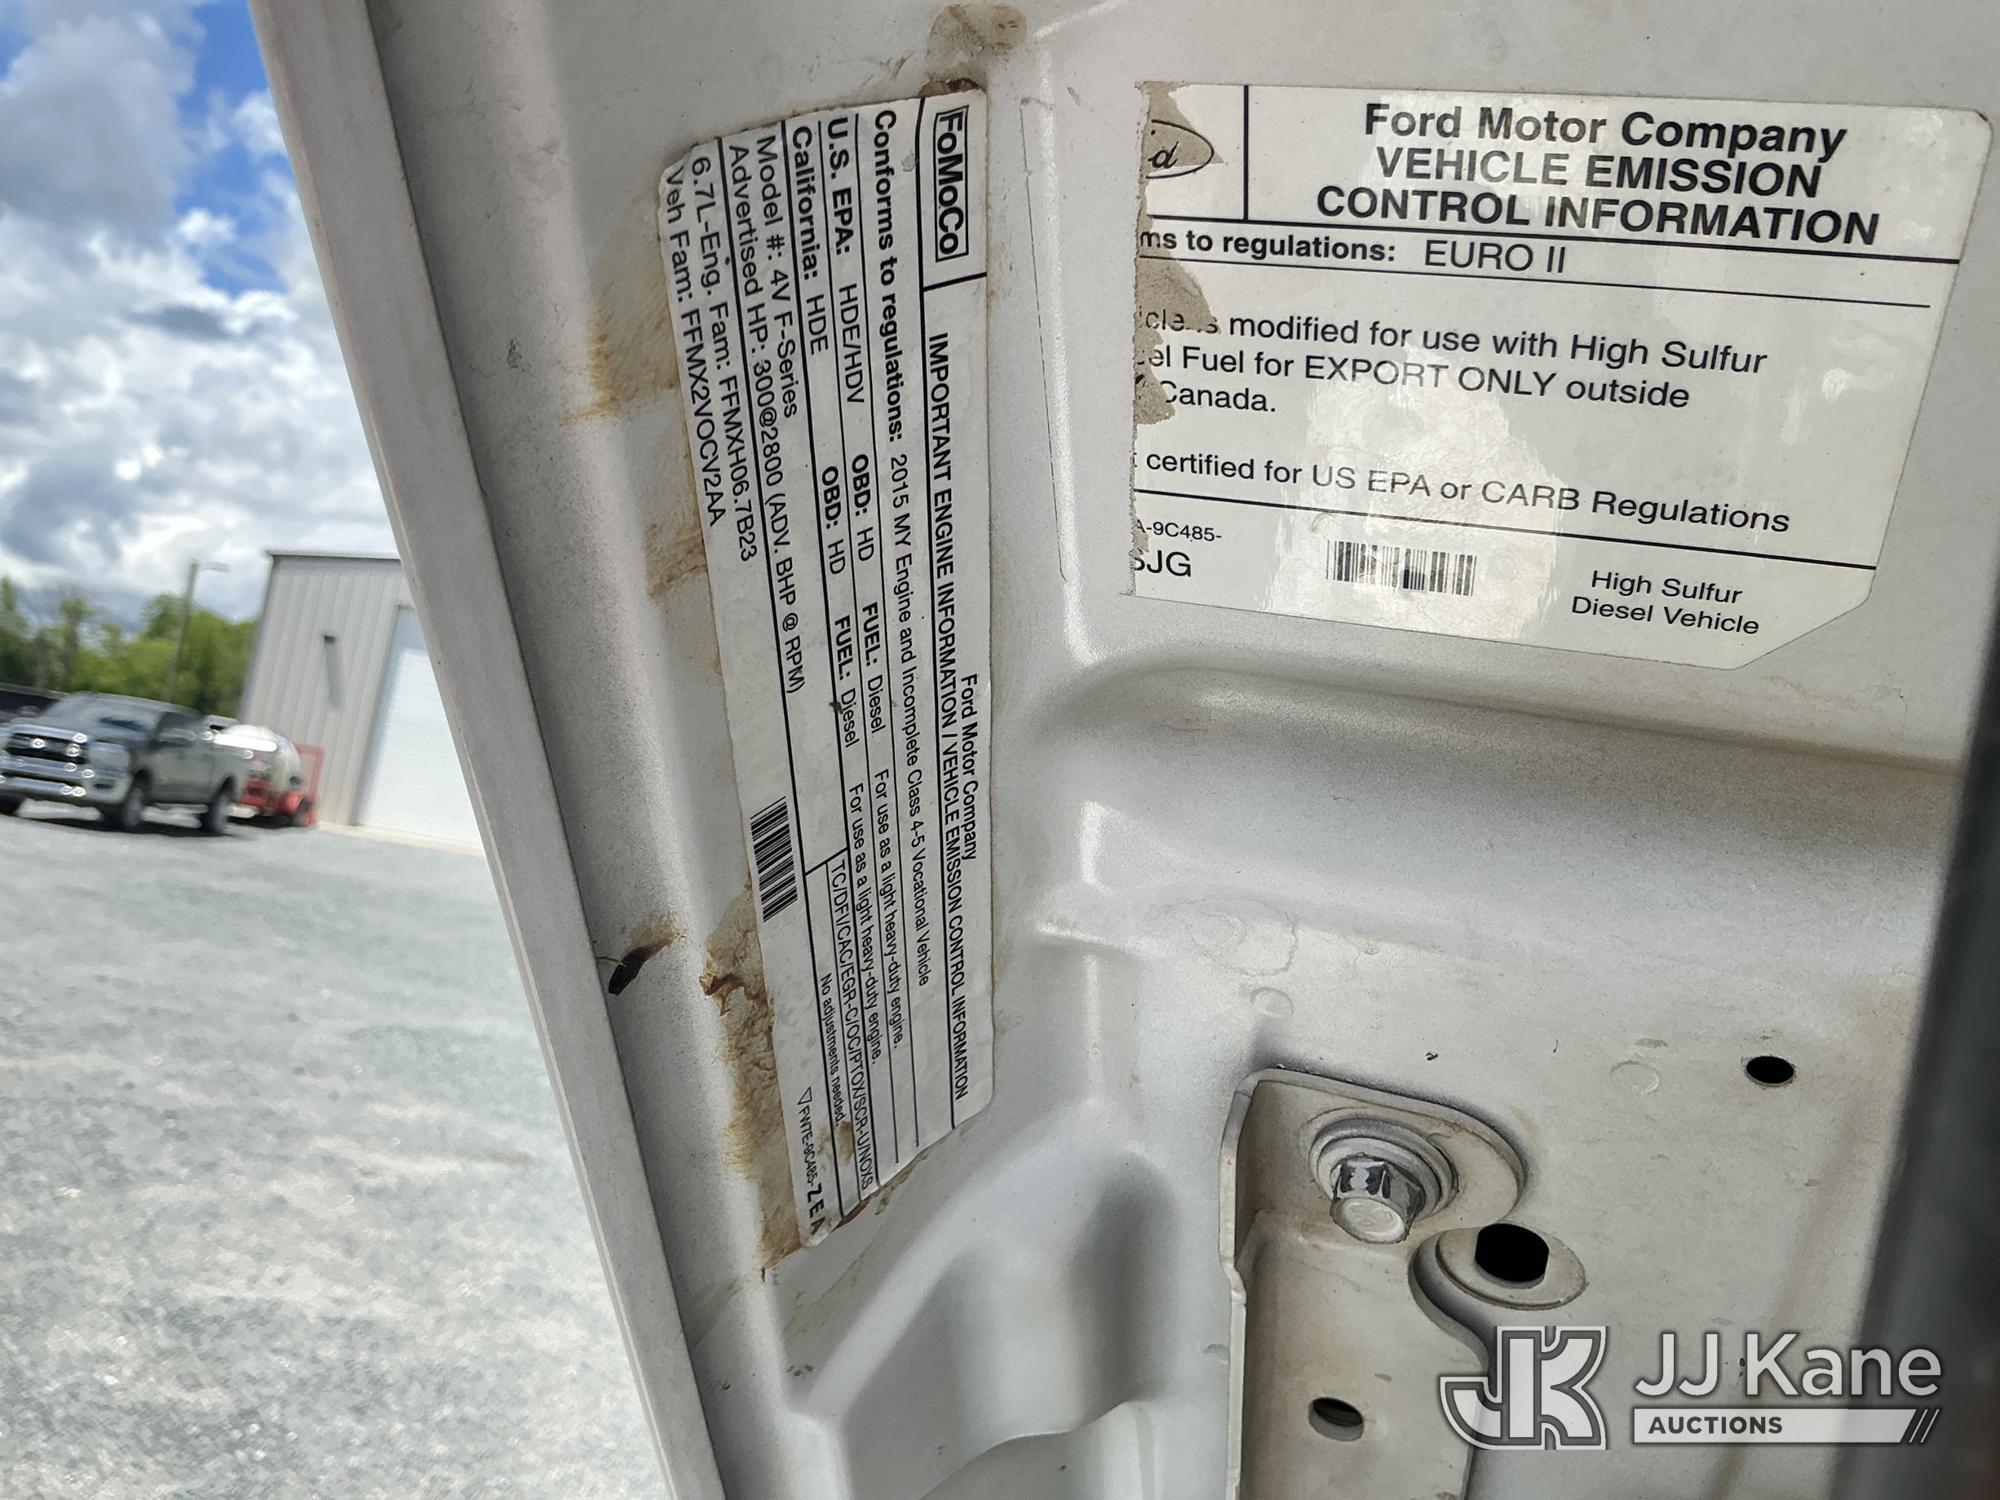 FoMoCo
Ford Motor Company
IMPORTANT ENGINE INFORMATION / VEHICLE EMISSION CONTROL INFORMATION
Conforms to regulations: 2015 MY Engine and Incomplete Class 4-5 Vocational Vehicle
U.S. EPA: HDE/HDV OBD: HD FUEL: Diesel For use as a light heavy-duty engine.
California: HDE OBD: HD FUEL: Diesel For use as a light heavy-duty engine.
Model #: 4V F-Series TC/DFI/CAC/EGR-C/OC/PTOX/SCR-U/NOXS
Advertised HP: 300@2800 (ADV. BHP @ RPM) No adjustments needed.
6.7L-Eng. Fam: FFMXH06.7B23
Veh Fam: FFMX2VOCV2AA
FW7E-9C485-ZEA
d
Ford Motor Company
VEHICLE EMISSION
CONTROL INFORMATION
ms to regulations: EURO II
cle is modified for use with High Sulfur
el Fuel for EXPORT ONLY outside
Canada.
certified for US EPA or CARB Regulations
A-9C485-
SJG
High Sulfur
Diesel Vehicle
JK JJ Kane
AUCTIONS